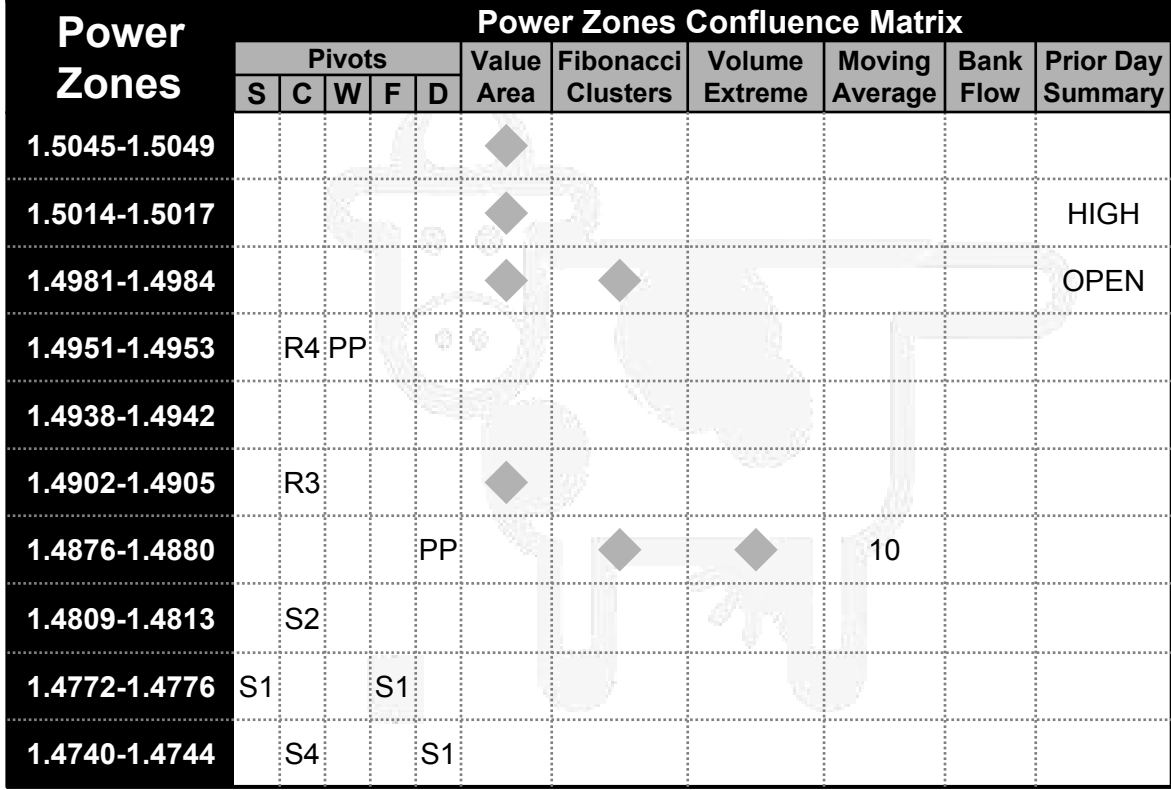 Power Zones
Power Zones Confluence Matrix
Pivots
S C W F D
Value Area
Fibonacci Clusters
Volume Extreme
Moving Average
Bank Flow
Prior Day Summary
1.5045-1.5049
1.5014-1.5017 HIGH
1.4981-1.4984 OPEN
1.4951-1.4953 R4 PP
1.4938-1.4942
1.4902-1.4905 R3
1.4876-1.4880 PP 10
1.4809-1.4813 S2
1.4772-1.4776 S1 S1
1.4740-1.4744 S4 S1